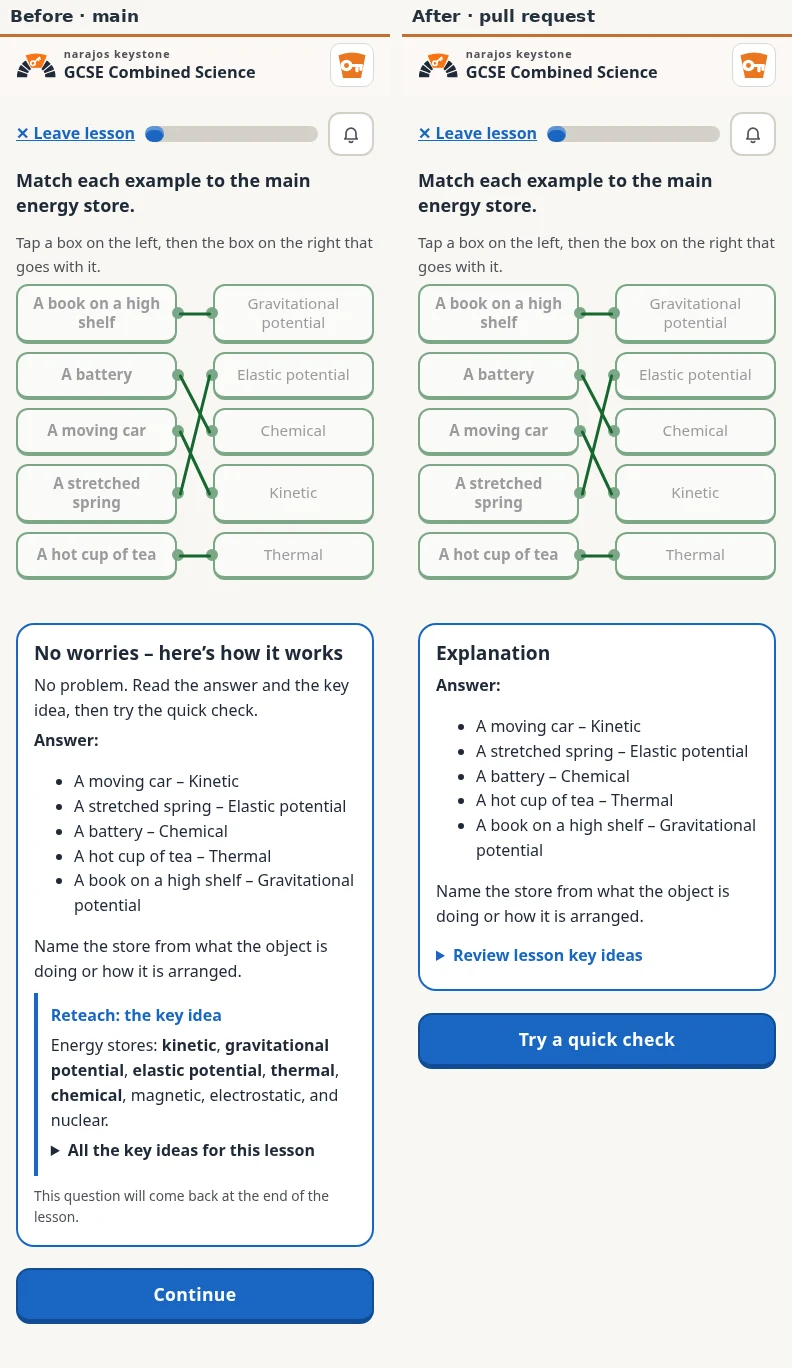 Before · main
narajos keystone
GCSE Combined Science
✕ Leave lesson
Match each example to the main
energy store.
Tap a box on the left, then the box on the right that
goes with it.
A book on a high
shelf
Gravitational
potential
A battery
Elastic potential
A moving car
Chemical
A stretched
spring
Kinetic
A hot cup of tea
Thermal
No worries – here’s how it works
No problem. Read the answer and the key
idea, then try the quick check.
Answer:
• A moving car – Kinetic
• A stretched spring – Elastic potential
• A battery – Chemical
• A hot cup of tea – Thermal
• A book on a high shelf – Gravitational
potential
Name the store from what the object is
doing or how it is arranged.
Reteach: the key idea
Energy stores: kinetic, gravitational
potential, elastic potential, thermal,
chemical, magnetic, electrostatic, and
nuclear.
▶ All the key ideas for this lesson
This question will come back at the end of the
lesson.
Continue
After · pull request
narajos keystone
GCSE Combined Science
✕ Leave lesson
Match each example to the main
energy store.
Tap a box on the left, then the box on the right that
goes with it.
A book on a high
shelf
Gravitational
potential
A battery
Elastic potential
A moving car
Chemical
A stretched
spring
Kinetic
A hot cup of tea
Thermal
Explanation
Answer:
• A moving car – Kinetic
• A stretched spring – Elastic potential
• A battery – Chemical
• A hot cup of tea – Thermal
• A book on a high shelf – Gravitational
potential
Name the store from what the object is
doing or how it is arranged.
▶ Review lesson key ideas
Try a quick check